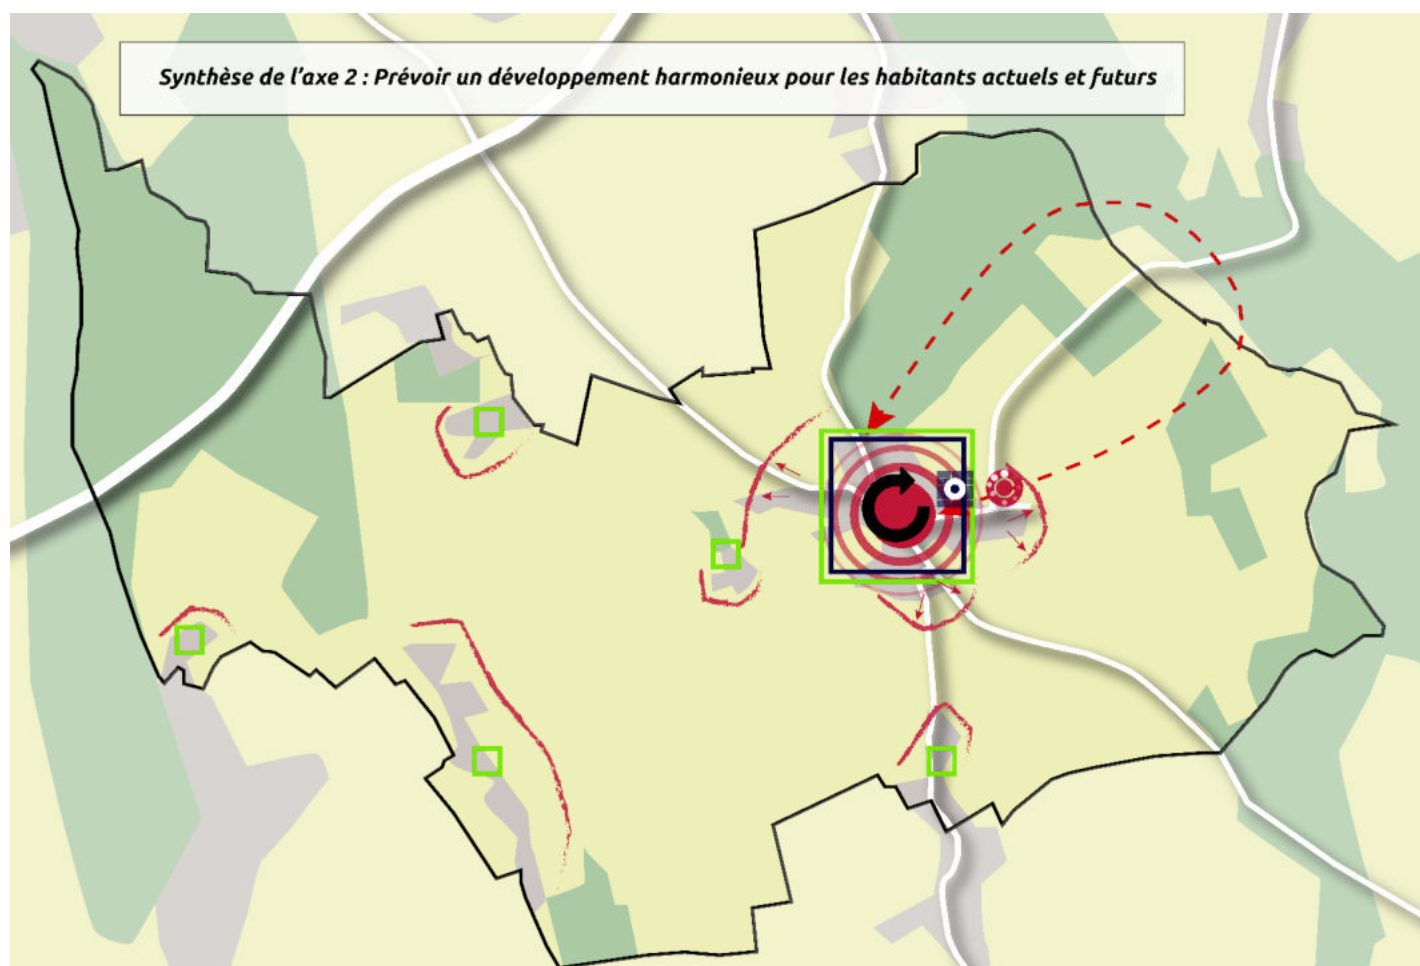 Synthèse de l'axe 2 : Prévoir un développement harmonieux pour les habitants actuels et futurs